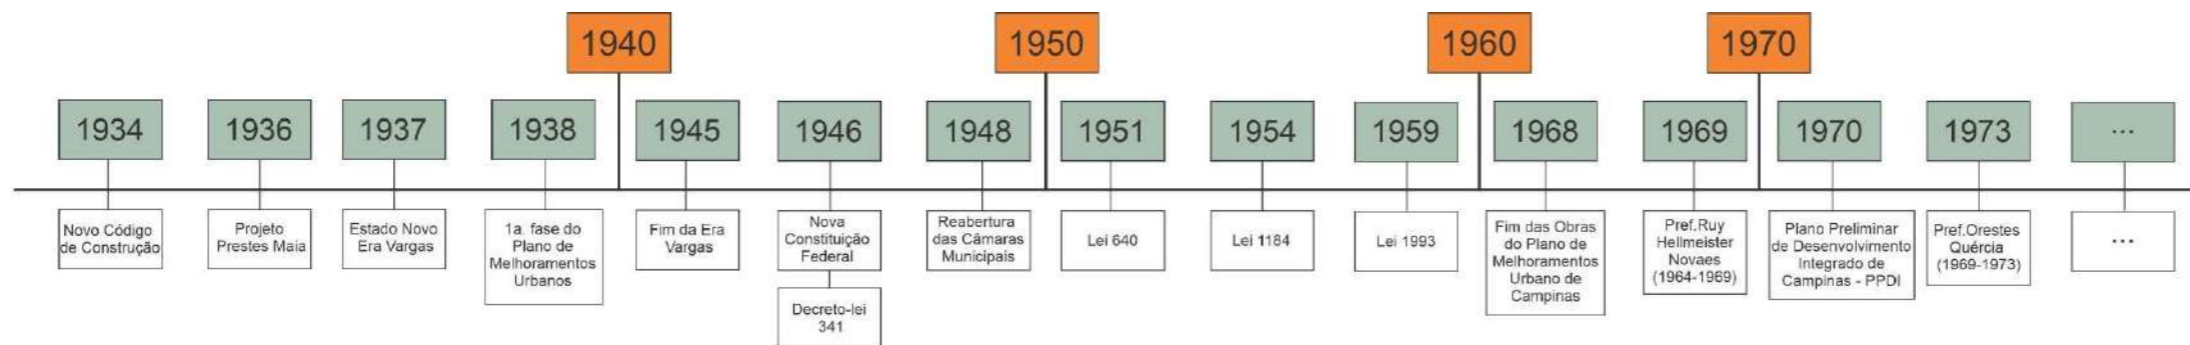 1940
1950
1960
1970
1934
1936
1937
1938
1945
1946
1948
1951
1954
1959
1968
1969
1970
1973
...
Novo Código
de Construção
Projeto
Prestes Maia
Estado Novo
Era Vargas
1a. fase do
Plano de
Melhoramentos
Urbanos
Fim da Era
Vargas
Nova
Constituição
Federal
Decreto-lei
341
Reabertura
das Câmaras
Municipais
Lei 640
Lei 1184
Lei 1993
Fim das Obras
do Plano de
Melhoramentos
Urbano de
Campinas
Pref.Ruy
Hellmeister
Novaes
(1964-1969)
Plano Preliminar
de Desenvolvimento
Integrado de
Campinas - PPDI
Pref.Orestes
Quércia
(1969-1973)
...